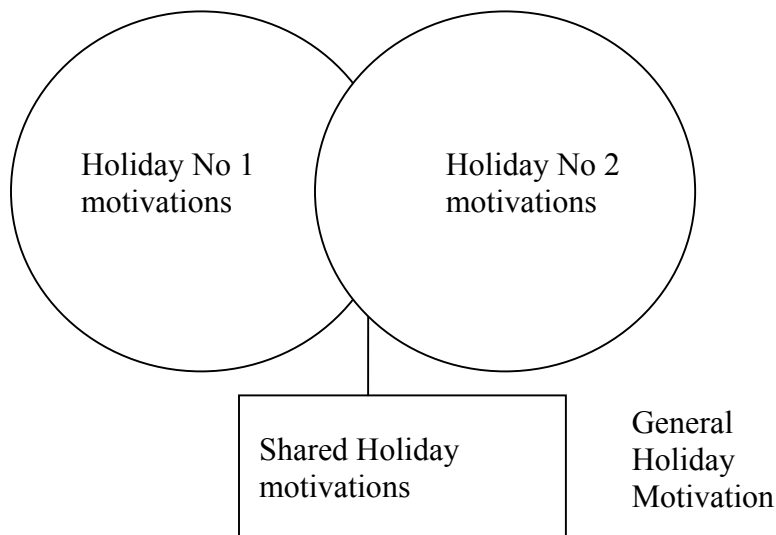 Holiday No 1
motivations
Holiday No 2
motivations
Shared Holiday
motivations
General
Holiday
Motivation